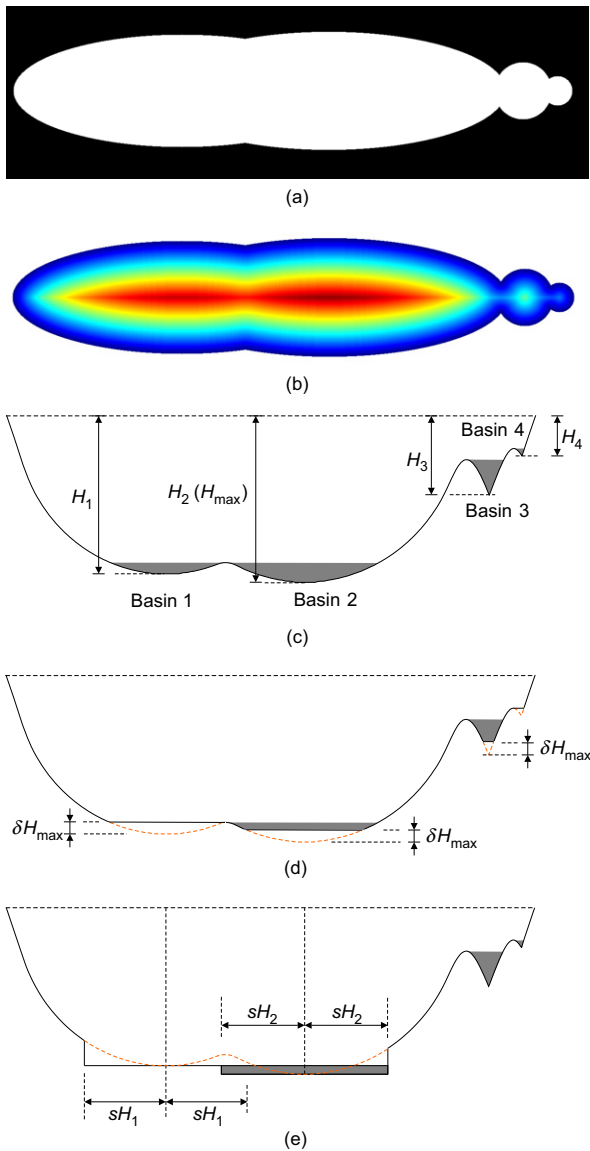 (a)
(b)
Basin 4
H₄
H₃
H₁
H₂ (Hmax)
Basin 3
Basin 1
Basin 2
(c)
δHmax
δHmax
δHmax
(d)
sH₂
sH₂
sH₁
sH₁
(e)